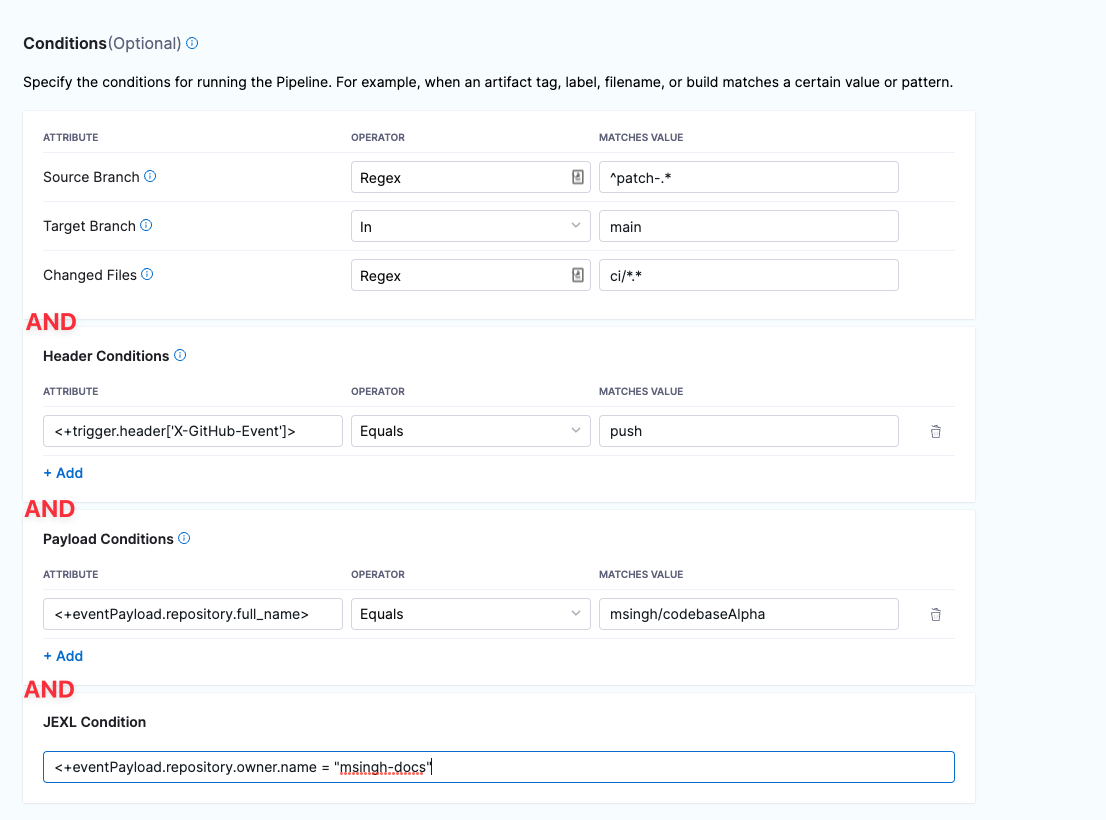 Conditions(Optional)
Specify the conditions for running the Pipeline. For example, when an artifact tag, label, filename, or build matches a certain value or pattern.
ATTRIBUTE OPERATOR MATCHES VALUE
Source Branch Regex ^patch-.*
Target Branch In main
Changed Files Regex ci/*.*
AND
Header Conditions
ATTRIBUTE OPERATOR MATCHES VALUE
<+trigger.header['X-GitHub-Event']> Equals push
+ Add
AND
Payload Conditions
ATTRIBUTE OPERATOR MATCHES VALUE
<+eventPayload.repository.full_name> Equals msingh/codebaseAlpha
+ Add
AND
JEXL Condition
<+eventPayload.repository.owner.name = "msingh-docs"